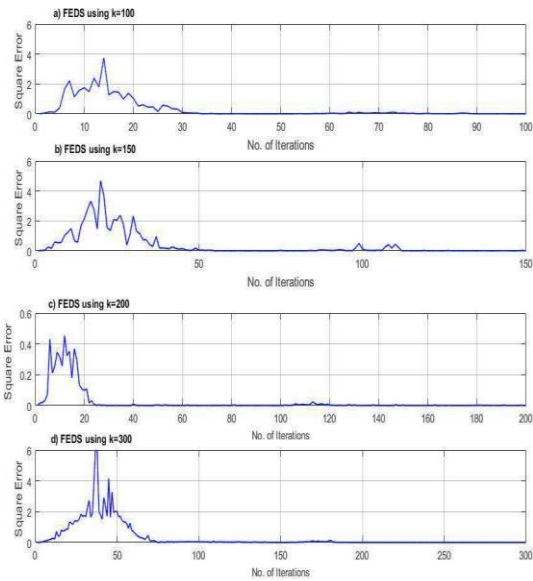 a) FEDS using k=100
Square Error
6
4
2
0
0 10 20 30 40 50 60 70 80 90 100
No. of Iterations
b) FEDS using k=150
Square Error
6
4
2
0
0 50 100 150
No. of Iterations
c) FEDS using k=200
Square Error
0.6
0.4
0.2
0
0 20 40 60 80 100 120 140 160 180 200
No. of Iterations
d) FEDS using k=300
Square Error
6
4
2
0
0 50 100 150 200 250 300
No. of Iterations